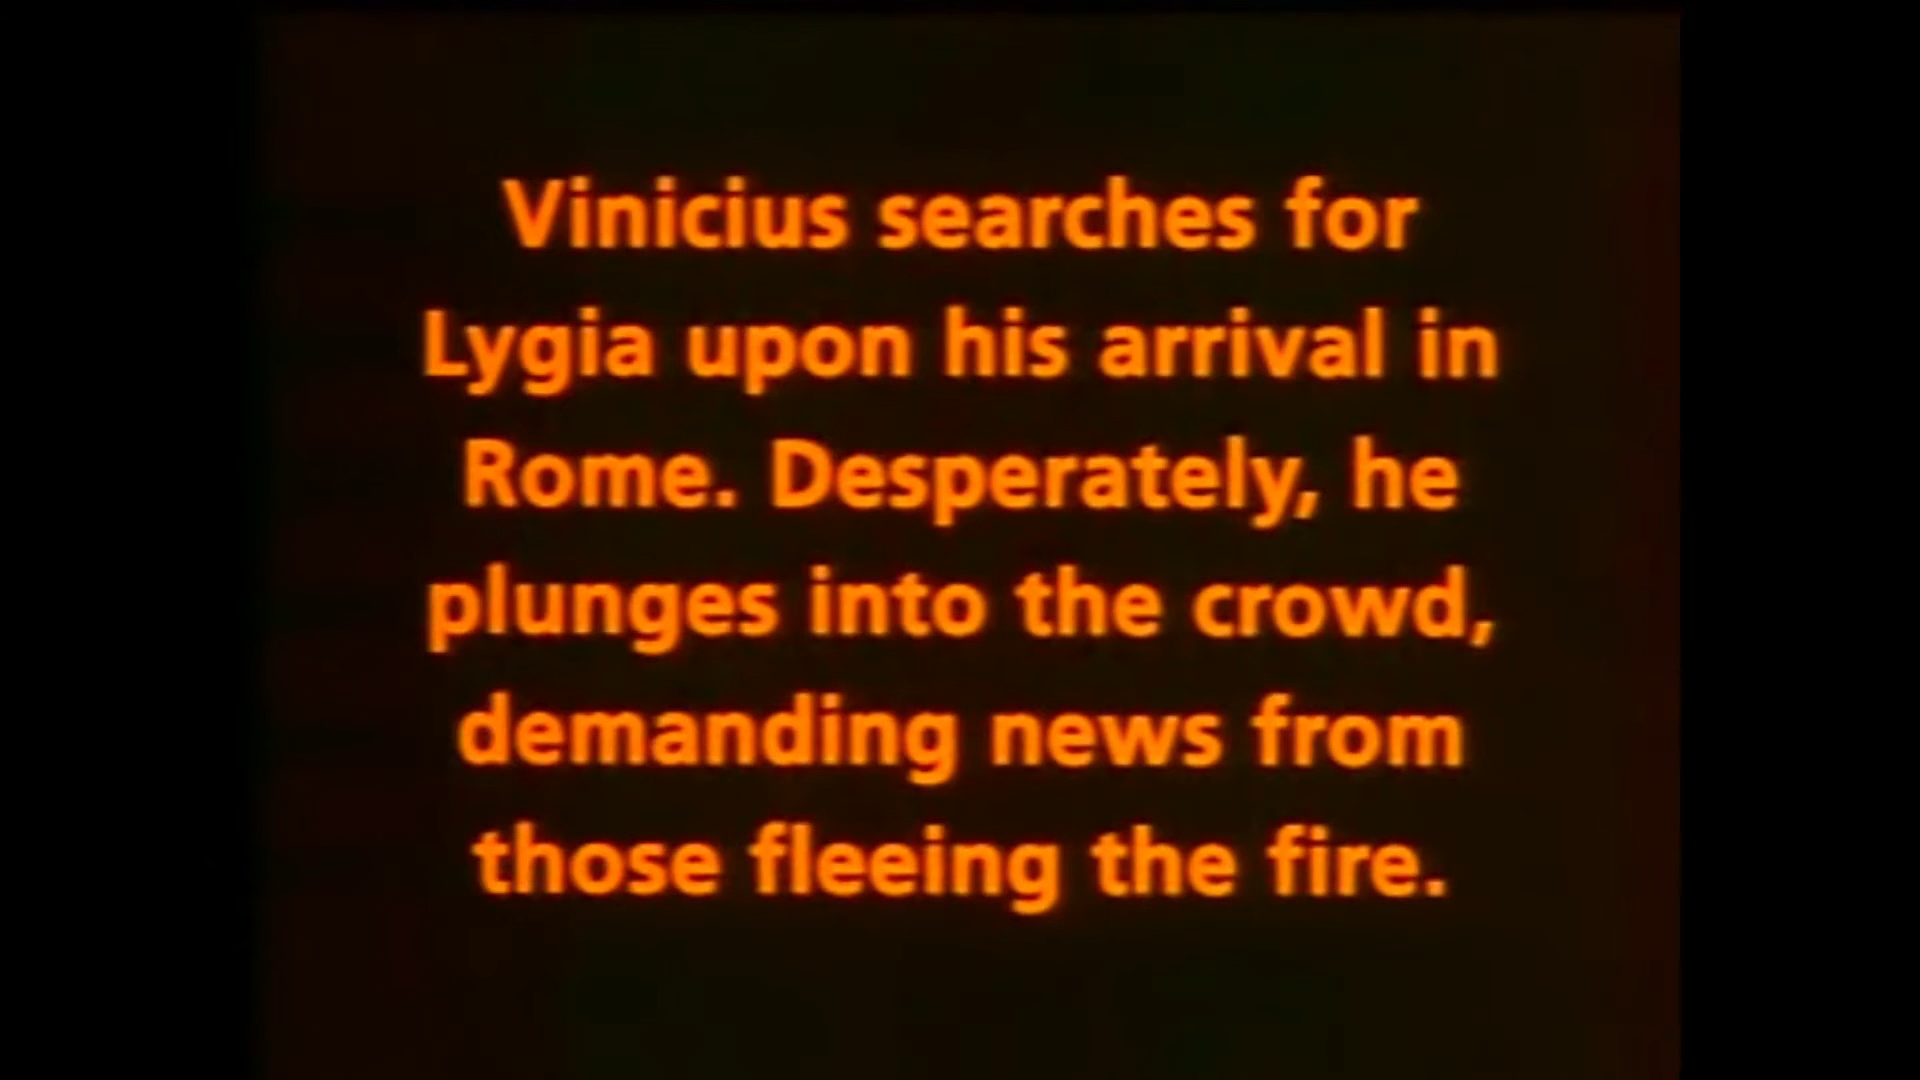 Vinicius searches for
Lygia upon his arrival in
Rome. Desperately, he
plunges into the crowd,
demanding news from
those fleeing the fire.